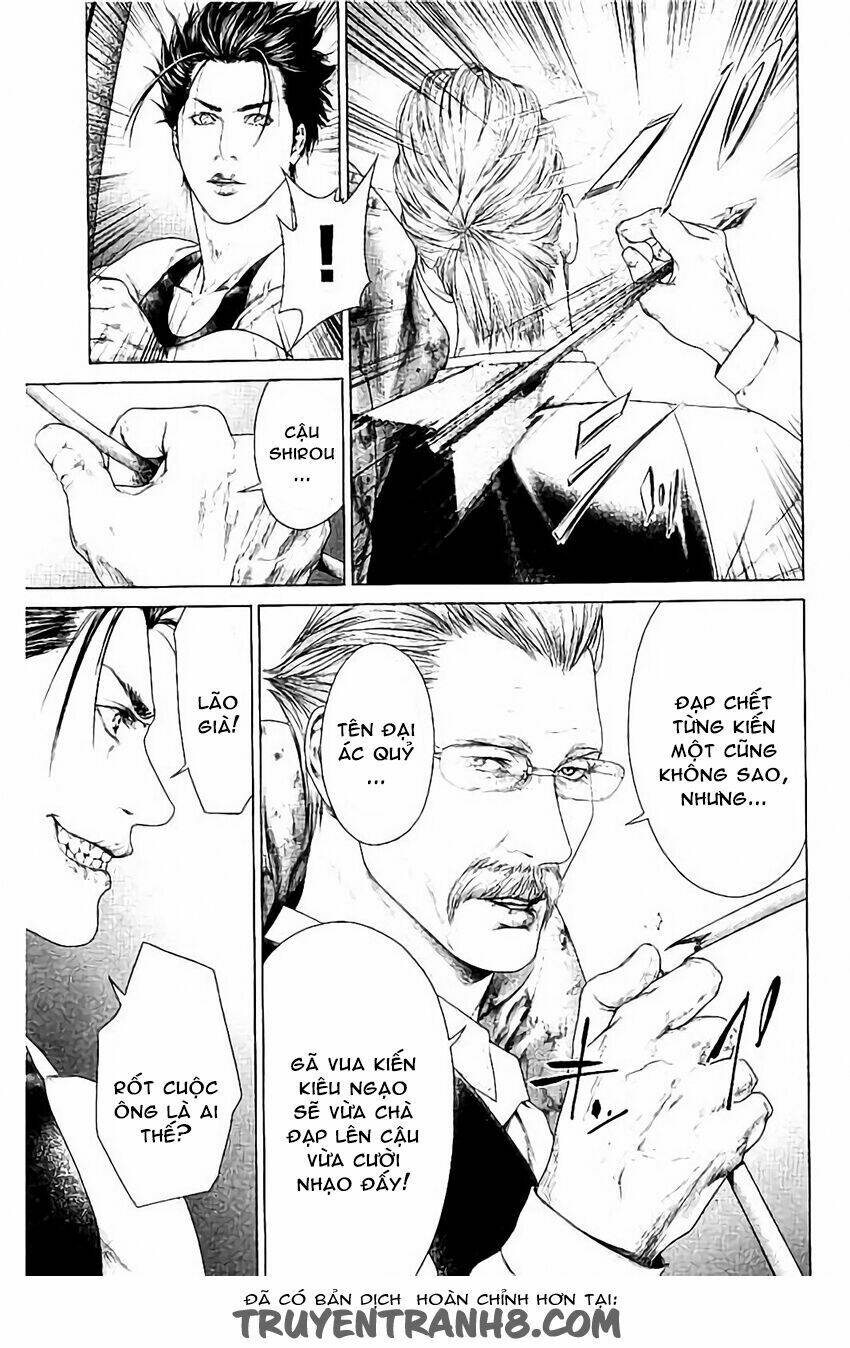 !
CẬU
SHIROU
...
ĐẠP CHẾT
TỪNG KIẾN
MỘT CŨNG
KHÔNG SAO,
NHƯNG...
TÊN ĐẠI
ÁC QUỶ
...
GÃ VUA KIẾN
KIÊU NGẠO
SẼ VỪA CHÀ
ĐẠP LÊN CẬU
VỪA CƯỜI
NHẠO ĐẤY!
LÃO
GIÀ!
RỐT CUỘC
ÔNG LÀ AI
THẾ?
ĐÃ CÓ BẢN DỊCH HOÀN CHỈNH HƠN TẠI:
TRUYENTRANH8.COM